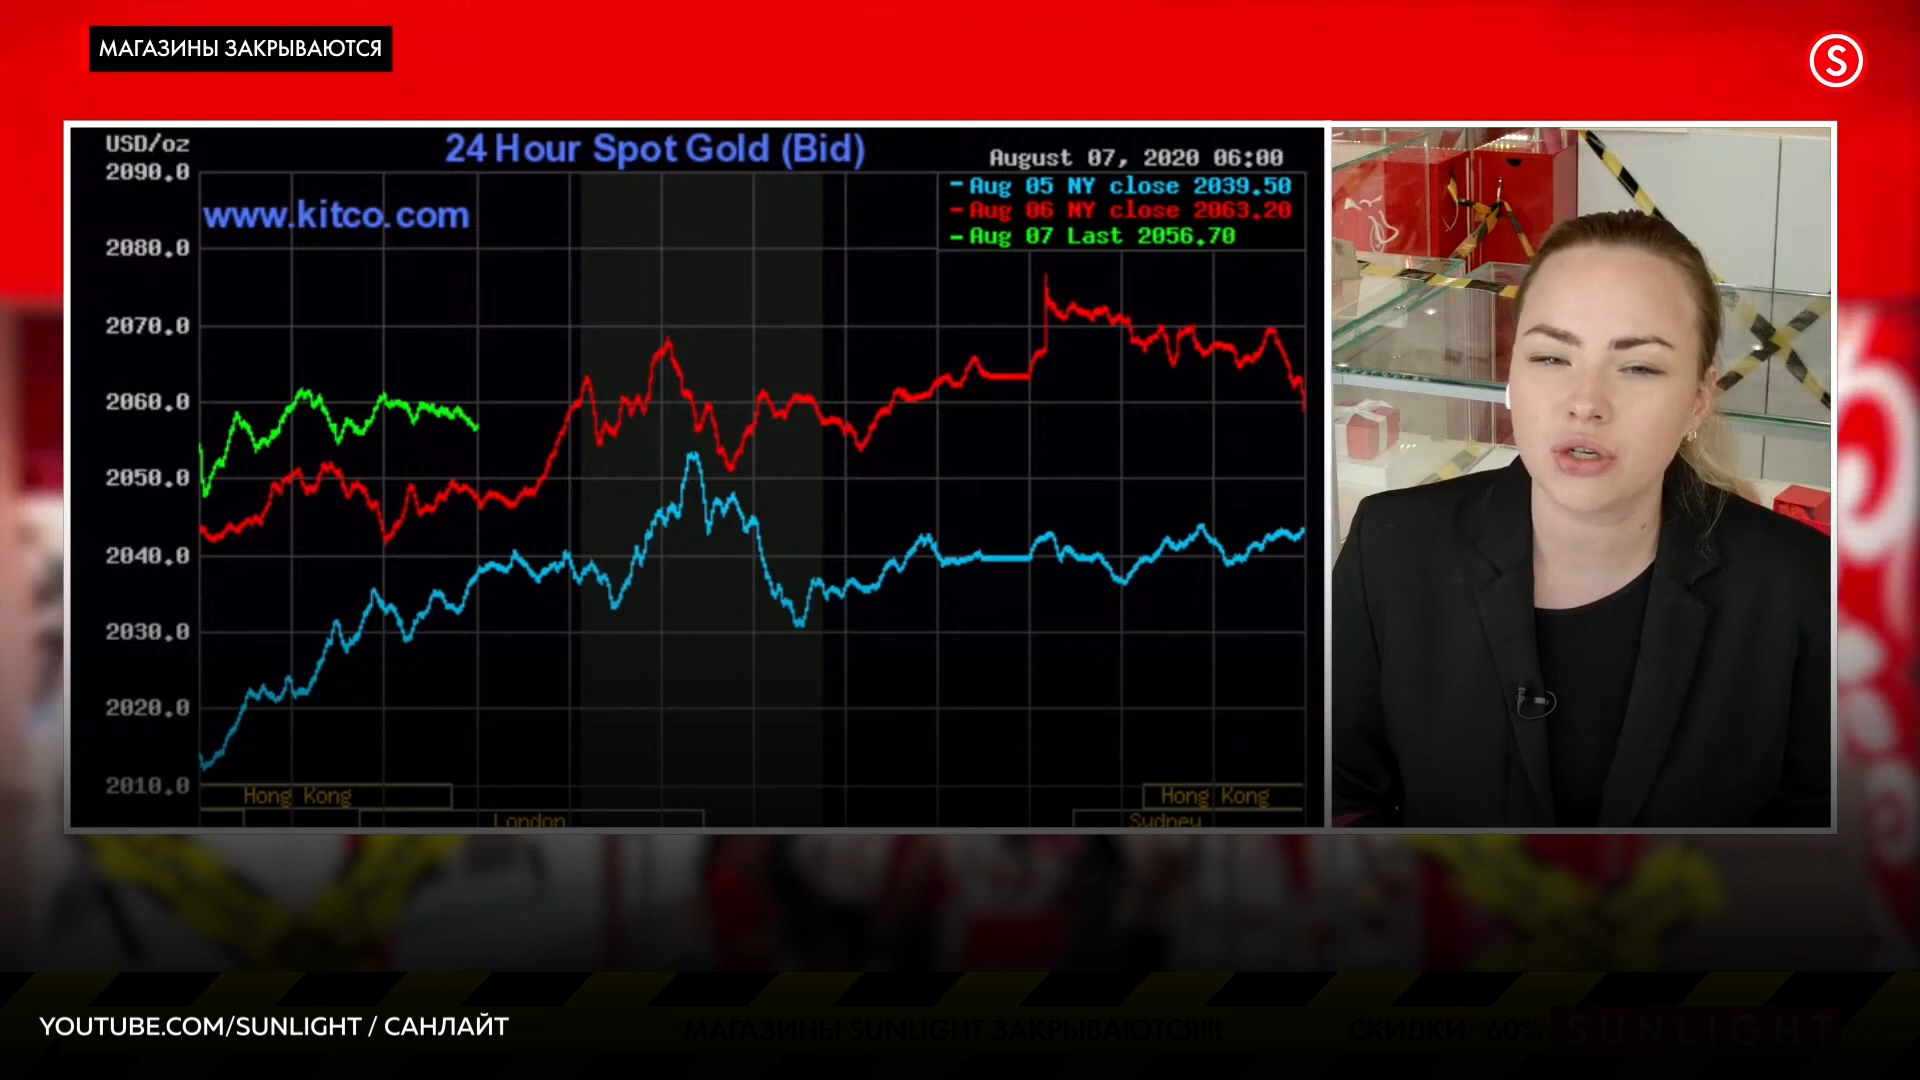 МАГАЗИНЫ ЗАКРЫВАЮТСЯ
S
USD/oz
24 Hour Spot Gold (Bid)
August 07, 2020 06:00
2090.0
Aug 05 NY close 2039.50
www.kitco.com
Aug 06 NY close 2063.20
Aug 07 Last 2056.70
2080.0
2070.0
2060.0
2050.0
2040.0
2030.0
2020.0
2010.0
Hong Kong
Hong Kong
London
Sydney
YOUTUBE.COM/SUNLIGHT / САНЛАЙТ
МАГАЗИНЫ SUNLIGHT ЗАКРЫВАЮТСЯ!!!
СКИДКИ 60%
SUNLIGHT